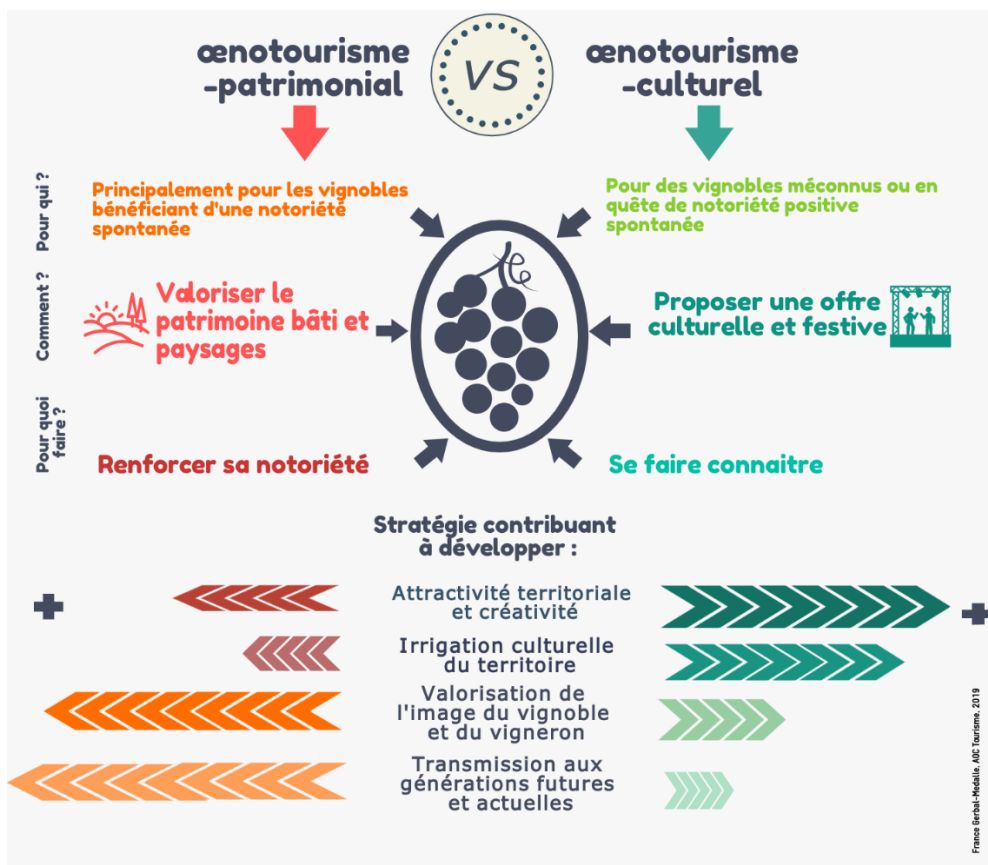 œnotourisme
-patrimonial
VS
œnotourisme
-culturel
Pour qui ?
Principalement pour les vignobles
bénéficiant d'une notoriété
spontanée
Pour des vignobles méconnus ou en
quête de notoriété positive
spontanée
Comment ?
Valoriser le
patrimoine bâti et
paysages
Proposer une offre
culturelle et festive
Pour quoi
faire ?
Renforcer sa notoriété
Se faire connaitre
Stratégie contribuant
à développer :
Attractivité territoriale
et créativité
Irrigation culturelle
du territoire
Valorisation de
l'image du vignoble
et du vigneron
Transmission aux
générations futures
et actuelles
France Gerbal-Medalle, AOC Tourisme, 2019